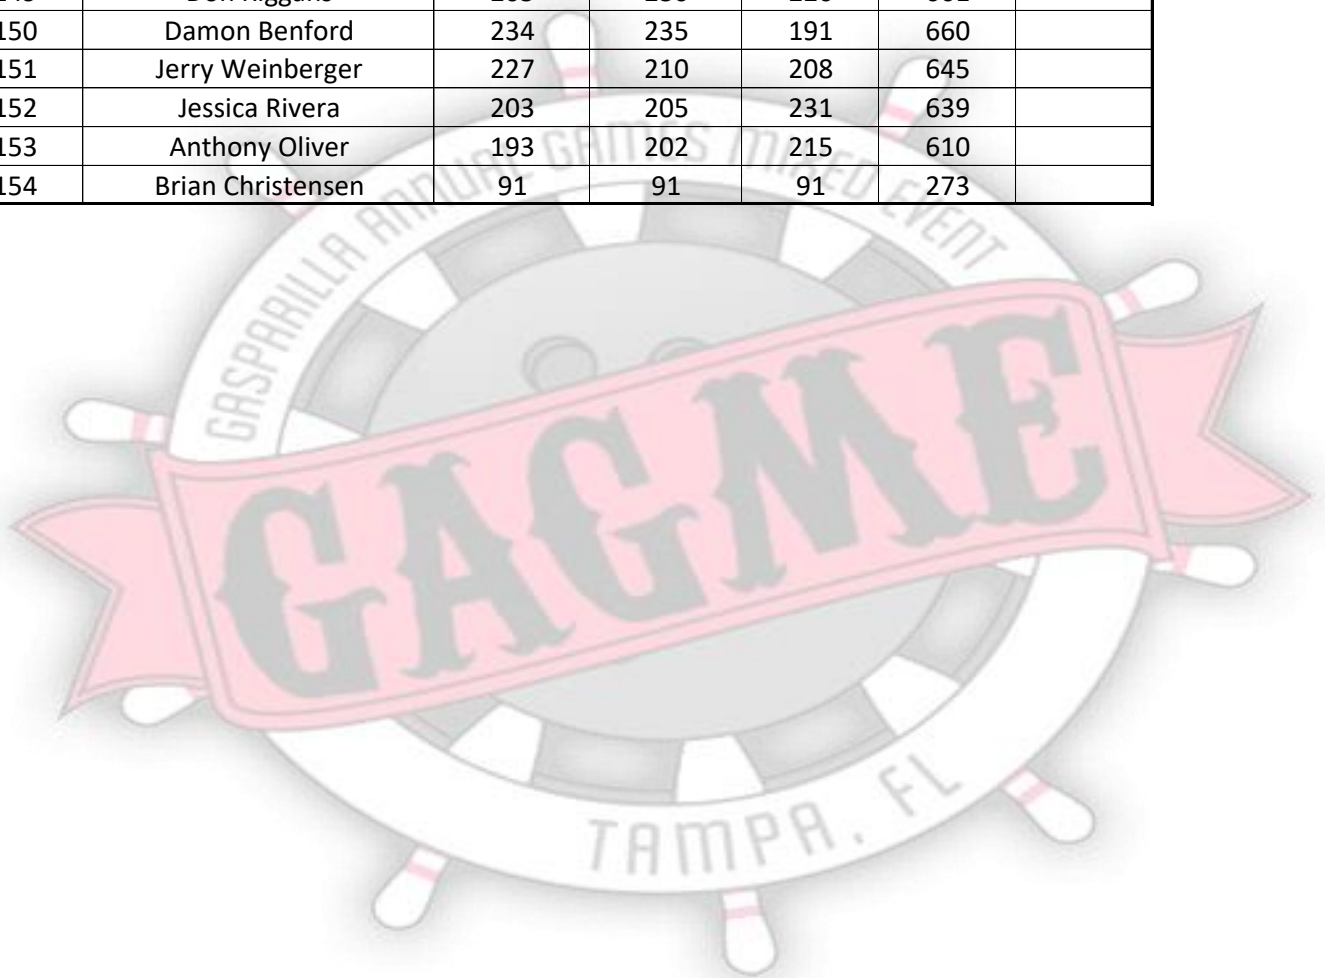 150 Damon Benford 234 235 191 660
151 Jerry Weinberger 227 210 208 645
152 Jessica Rivera 203 205 231 639
153 Anthony Oliver 193 202 215 610
154 Brian Christensen 91 91 91 273
GASPARILLA ANNUAL GAMES MIXED EVENT
GAGME
TAMPA, FL